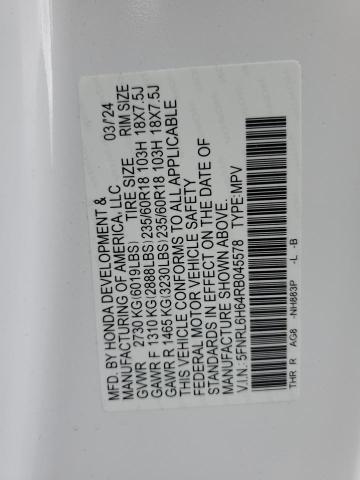 MFD. BY HONDA DEVELOPMENT & 03/24
MANUFACTURING OF AMERICA, LLC
TIRE SIZE RIM SIZE
GVWR 2730 KG(6019LBS)
GAWR F 1310 KG(2888LBS) 235/60R18 103H 18X7.5J
GAWR R 1465 KG(3230LBS) 235/60R18 103H 18X7.5J
THIS VEHICLE CONFORMS TO ALL APPLICABLE
FEDERAL MOTOR VEHICLE SAFETY
STANDARDS IN EFFECT ON THE DATE OF
MANUFACTURE SHOWN ABOVE.
V.I.N.: 5FNRL6H64RB045578 TYPE: MPV
THR R AG8 -NH883P -L -B